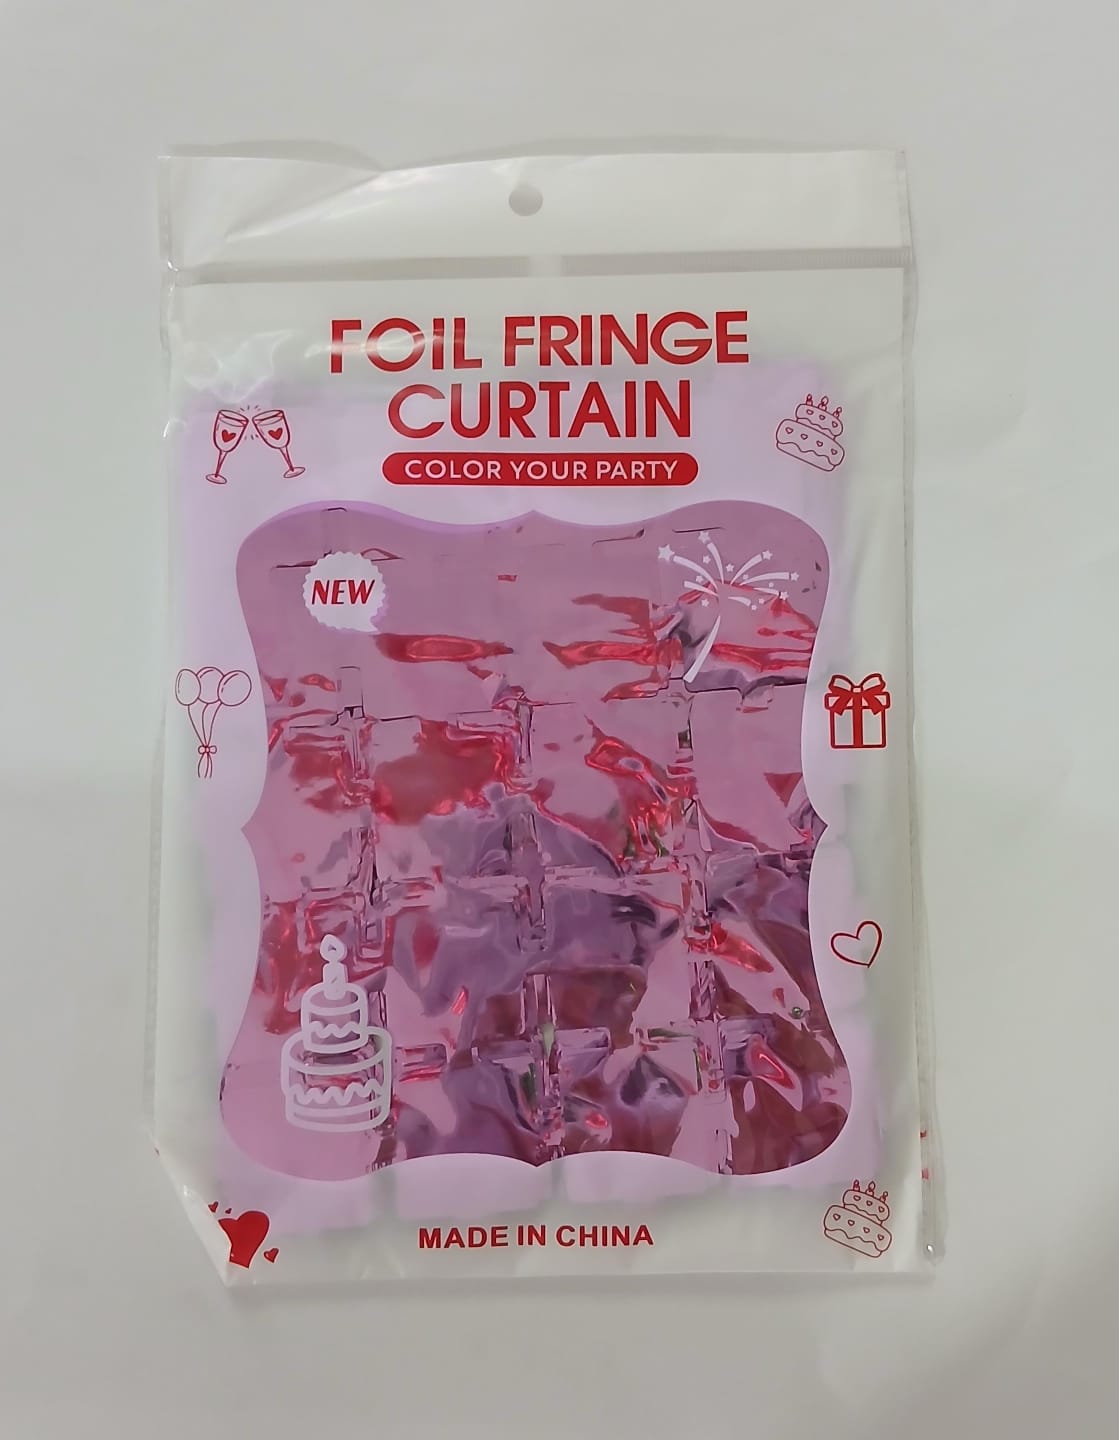 FOIL FRINGE
CURTAIN
COLOR YOUR PARTY
NEW
MADE IN CHINA